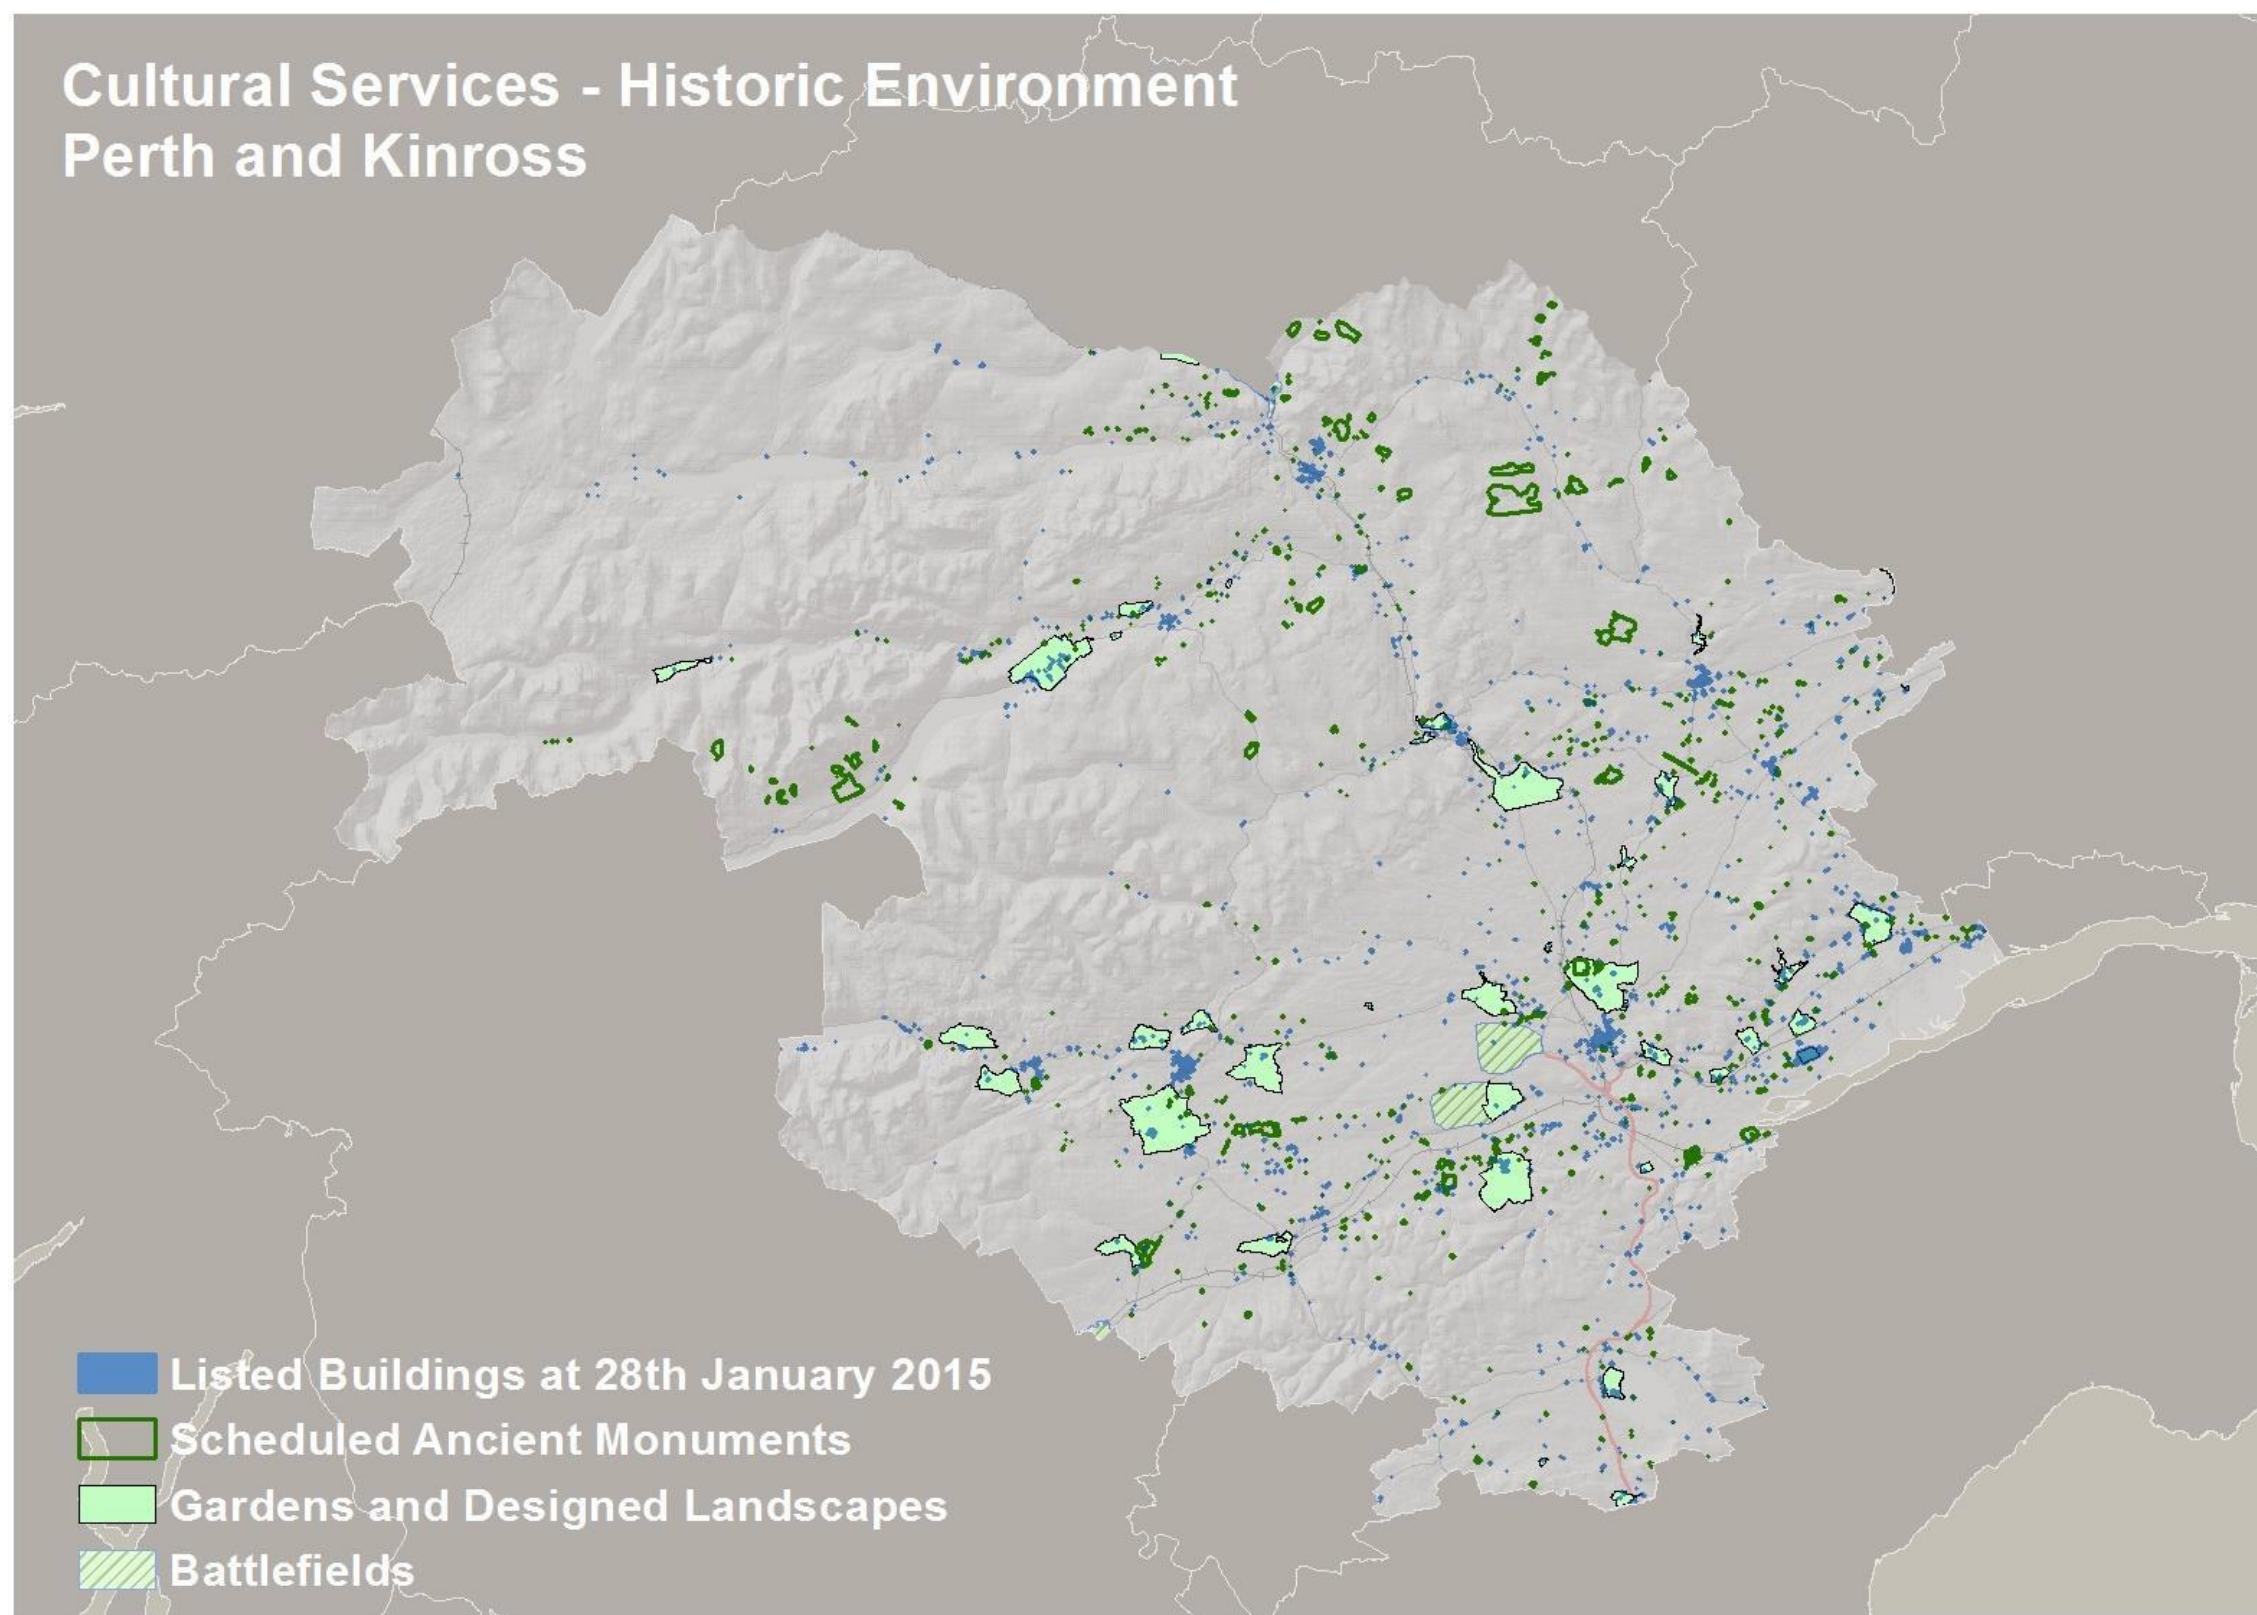 Cultural Services - Historic Environment
Perth and Kinross
Listed Buildings at 28th January 2015
Scheduled Ancient Monuments
Gardens and Designed Landscapes
Battlefields